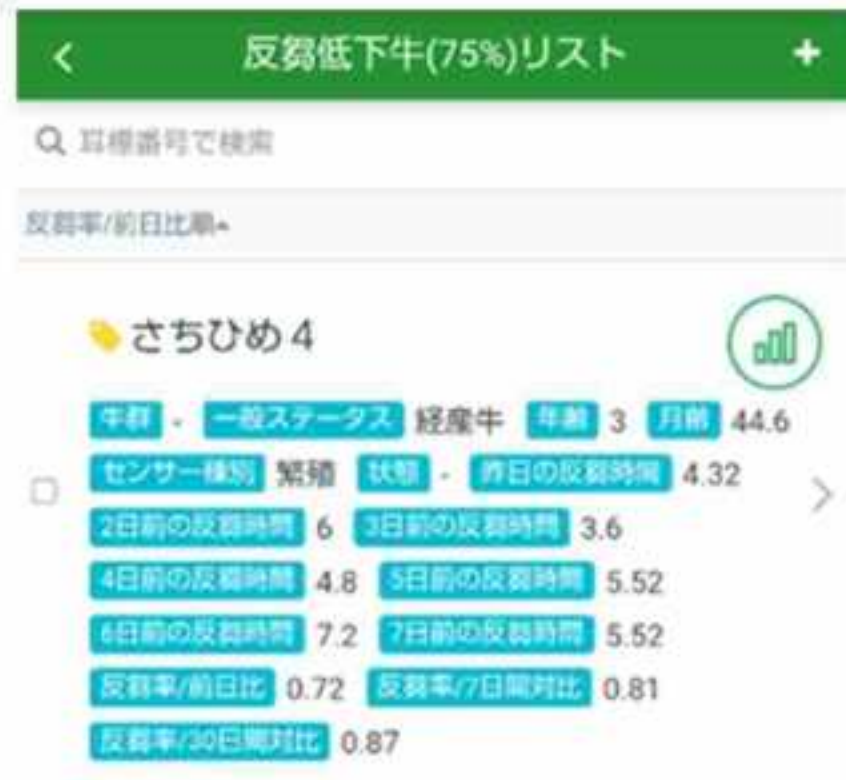 反芻低下牛(75%)リスト
耳標番号で検索
反芻率/前日比順
さちひめ4
牛群 - 一般ステータス 経産牛 年齢 3 月齢 44.6
センサー種別 繁殖 状態 - 昨日の反芻時間 4.32
2日前の反芻時間 6 3日前の反芻時間 3.6
4日前の反芻時間 4.8 5日前の反芻時間 5.52
6日前の反芻時間 7.2 7日前の反芻時間 5.52
反芻率/前日比 0.72 反芻率/7日間対比 0.81
反芻率/30日間対比 0.87